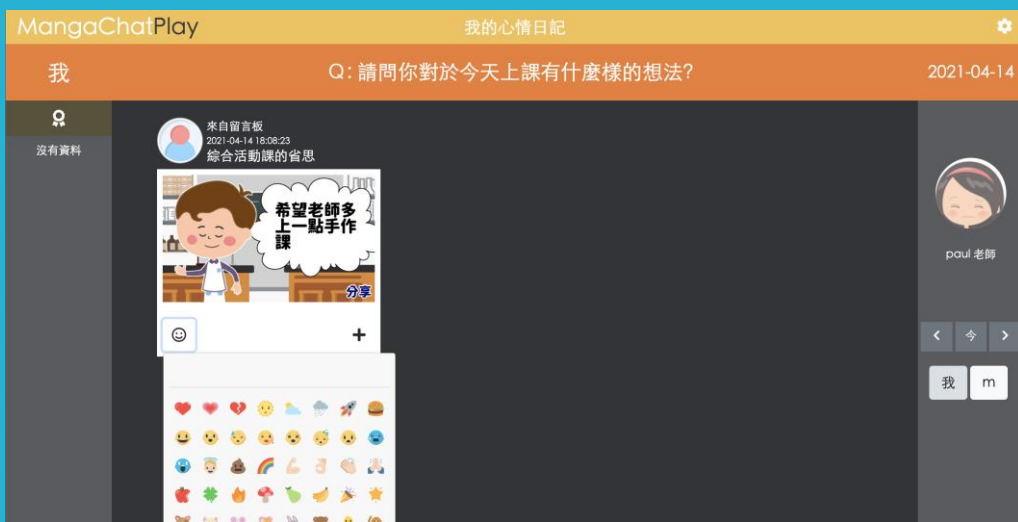 MangaChatPlay
我的心情日記
我
Q: 請問你對於今天上課有什麼樣的想法?
2021-04-14
沒有資料
來自留言板
2021-04-14 18:08:23
綜合活動課的省思
希望老師多
上一點手作
課
分享
paul 老師
< 今 >
我 m